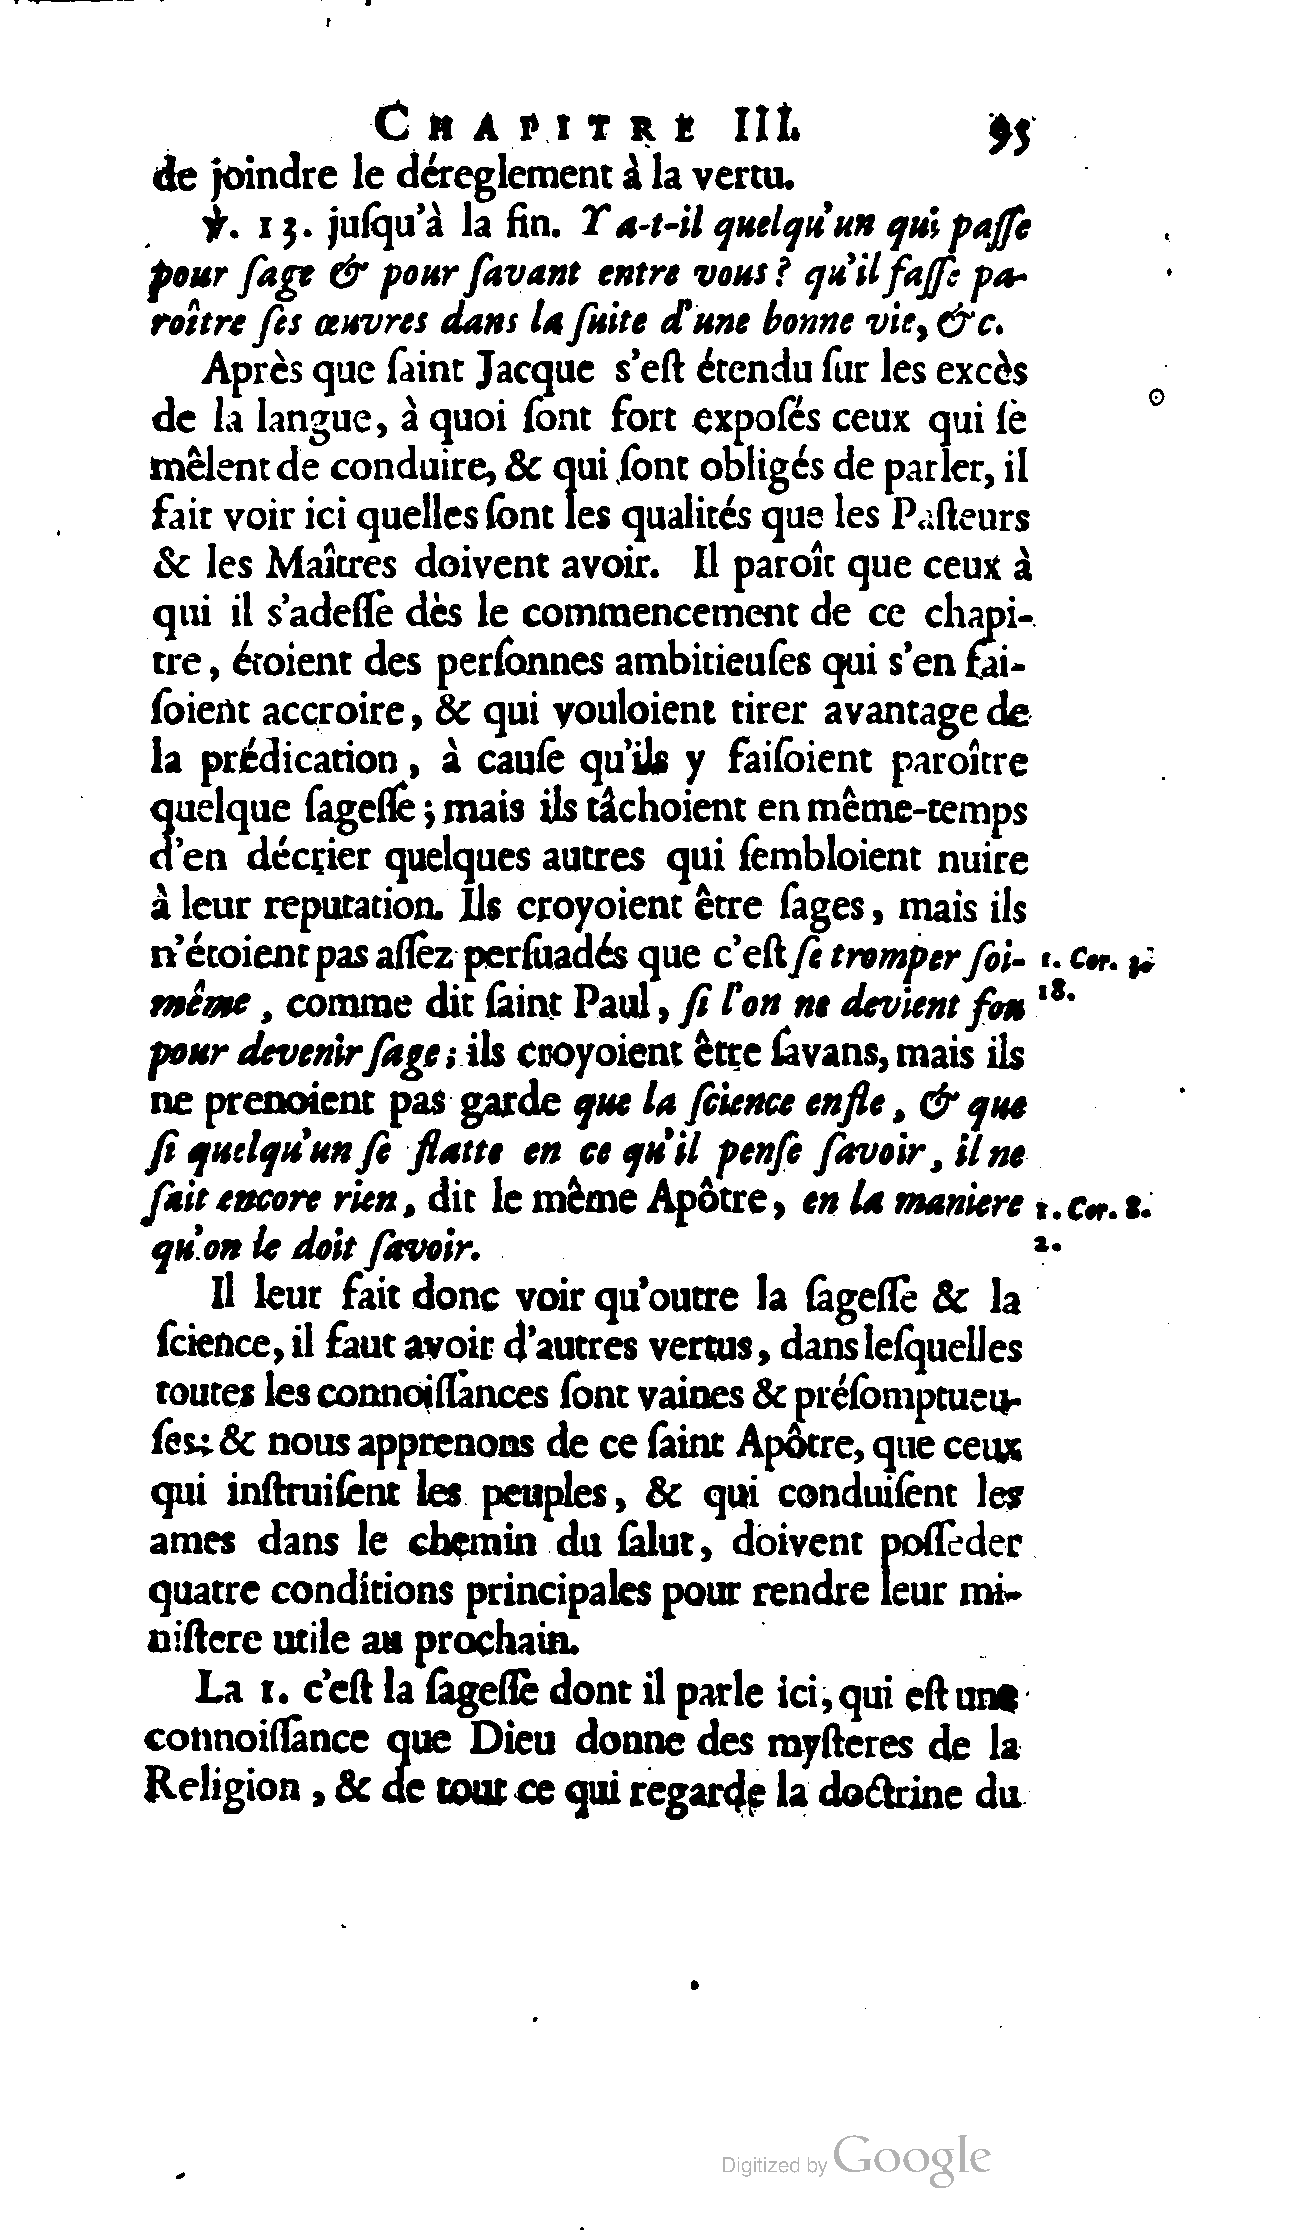 CHAPITRE III. 95
de joindre le déreglement à la vertu.
℣. 13. juſqu'à la fin. Y a-t-il quelqu'un qui paſſe
pour ſage & pour ſavant entre vous? qu'il faſſe pa-
roître ſes œuvres dans la ſuite d'une bonne vie, &c.
Après que ſaint Jacque s'eſt étendu ſur les excès
de la langue, à quoi ſont fort expoſés ceux qui ſe
mêlent de conduire, & qui ſont obligés de parler, il
fait voir ici quelles ſont les qualités que les Paſteurs
& les Maîtres doivent avoir. Il paroît que ceux à
qui il s'adeſſe dès le commencement de ce chapi-
tre, étoient des perſonnes ambitieuſes qui s'en fai-
ſoient accroire, & qui vouloient tirer avantage de
la prédication, à cauſe qu'ils y faiſoient paroître
quelque ſageſſe; mais ils tâchoient en même-temps
d'en décrier quelques autres qui ſembloient nuire
à leur reputation. Ils croyoient être ſages, mais ils
n'étoient pas aſſez perſuadés que c'eſt ſe tromper ſoi- 1. Cor. 3.
même, comme dit ſaint Paul, ſi l'on ne devient fou 18.
pour devenir ſage; ils croyoient être ſavans, mais ils
ne prenoient pas garde que la ſcience enfle, & que
ſi quelqu'un ſe flatte en ce qu'il penſe ſavoir, il ne
ſait encore rien, dit le même Apôtre, en la maniere 1. Cor. 8.
qu'on le doit ſavoir. 2.
Il leur fait donc voir qu'outre la ſageſſe & la
ſcience, il faut avoir d'autres vertus, dans leſquelles
toutes les connoiſſances ſont vaines & préſomptueu-
ſes; & nous apprenons de ce ſaint Apôtre, que ceux
qui inſtruiſent les peuples, & qui conduiſent les
ames dans le chemin du ſalut, doivent poſſeder
quatre conditions principales pour rendre leur mi-
niſtere utile au prochain.
La 1. c'eſt la ſageſſe dont il parle ici, qui eſt une
connoiſſance que Dieu donne des myſteres de la
Religion, & de tout ce qui regarde la doctrine du
Digitized by Google